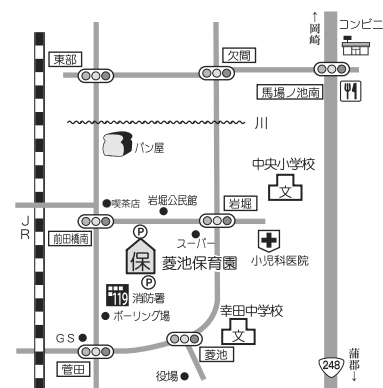 ↑岡崎
コンビニ
東部
欠間
馬場ノ池南
川
パン屋
中央小学校
文
喫茶店
岩堀公民館
岩堀
JR
前田橋南
P
スーパー
小児科医院
保
菱池保育園
P
119
消防署
幸田中学校
文
ボーリング場
GS
菅田
菱池
役場
248
蒲郡↓